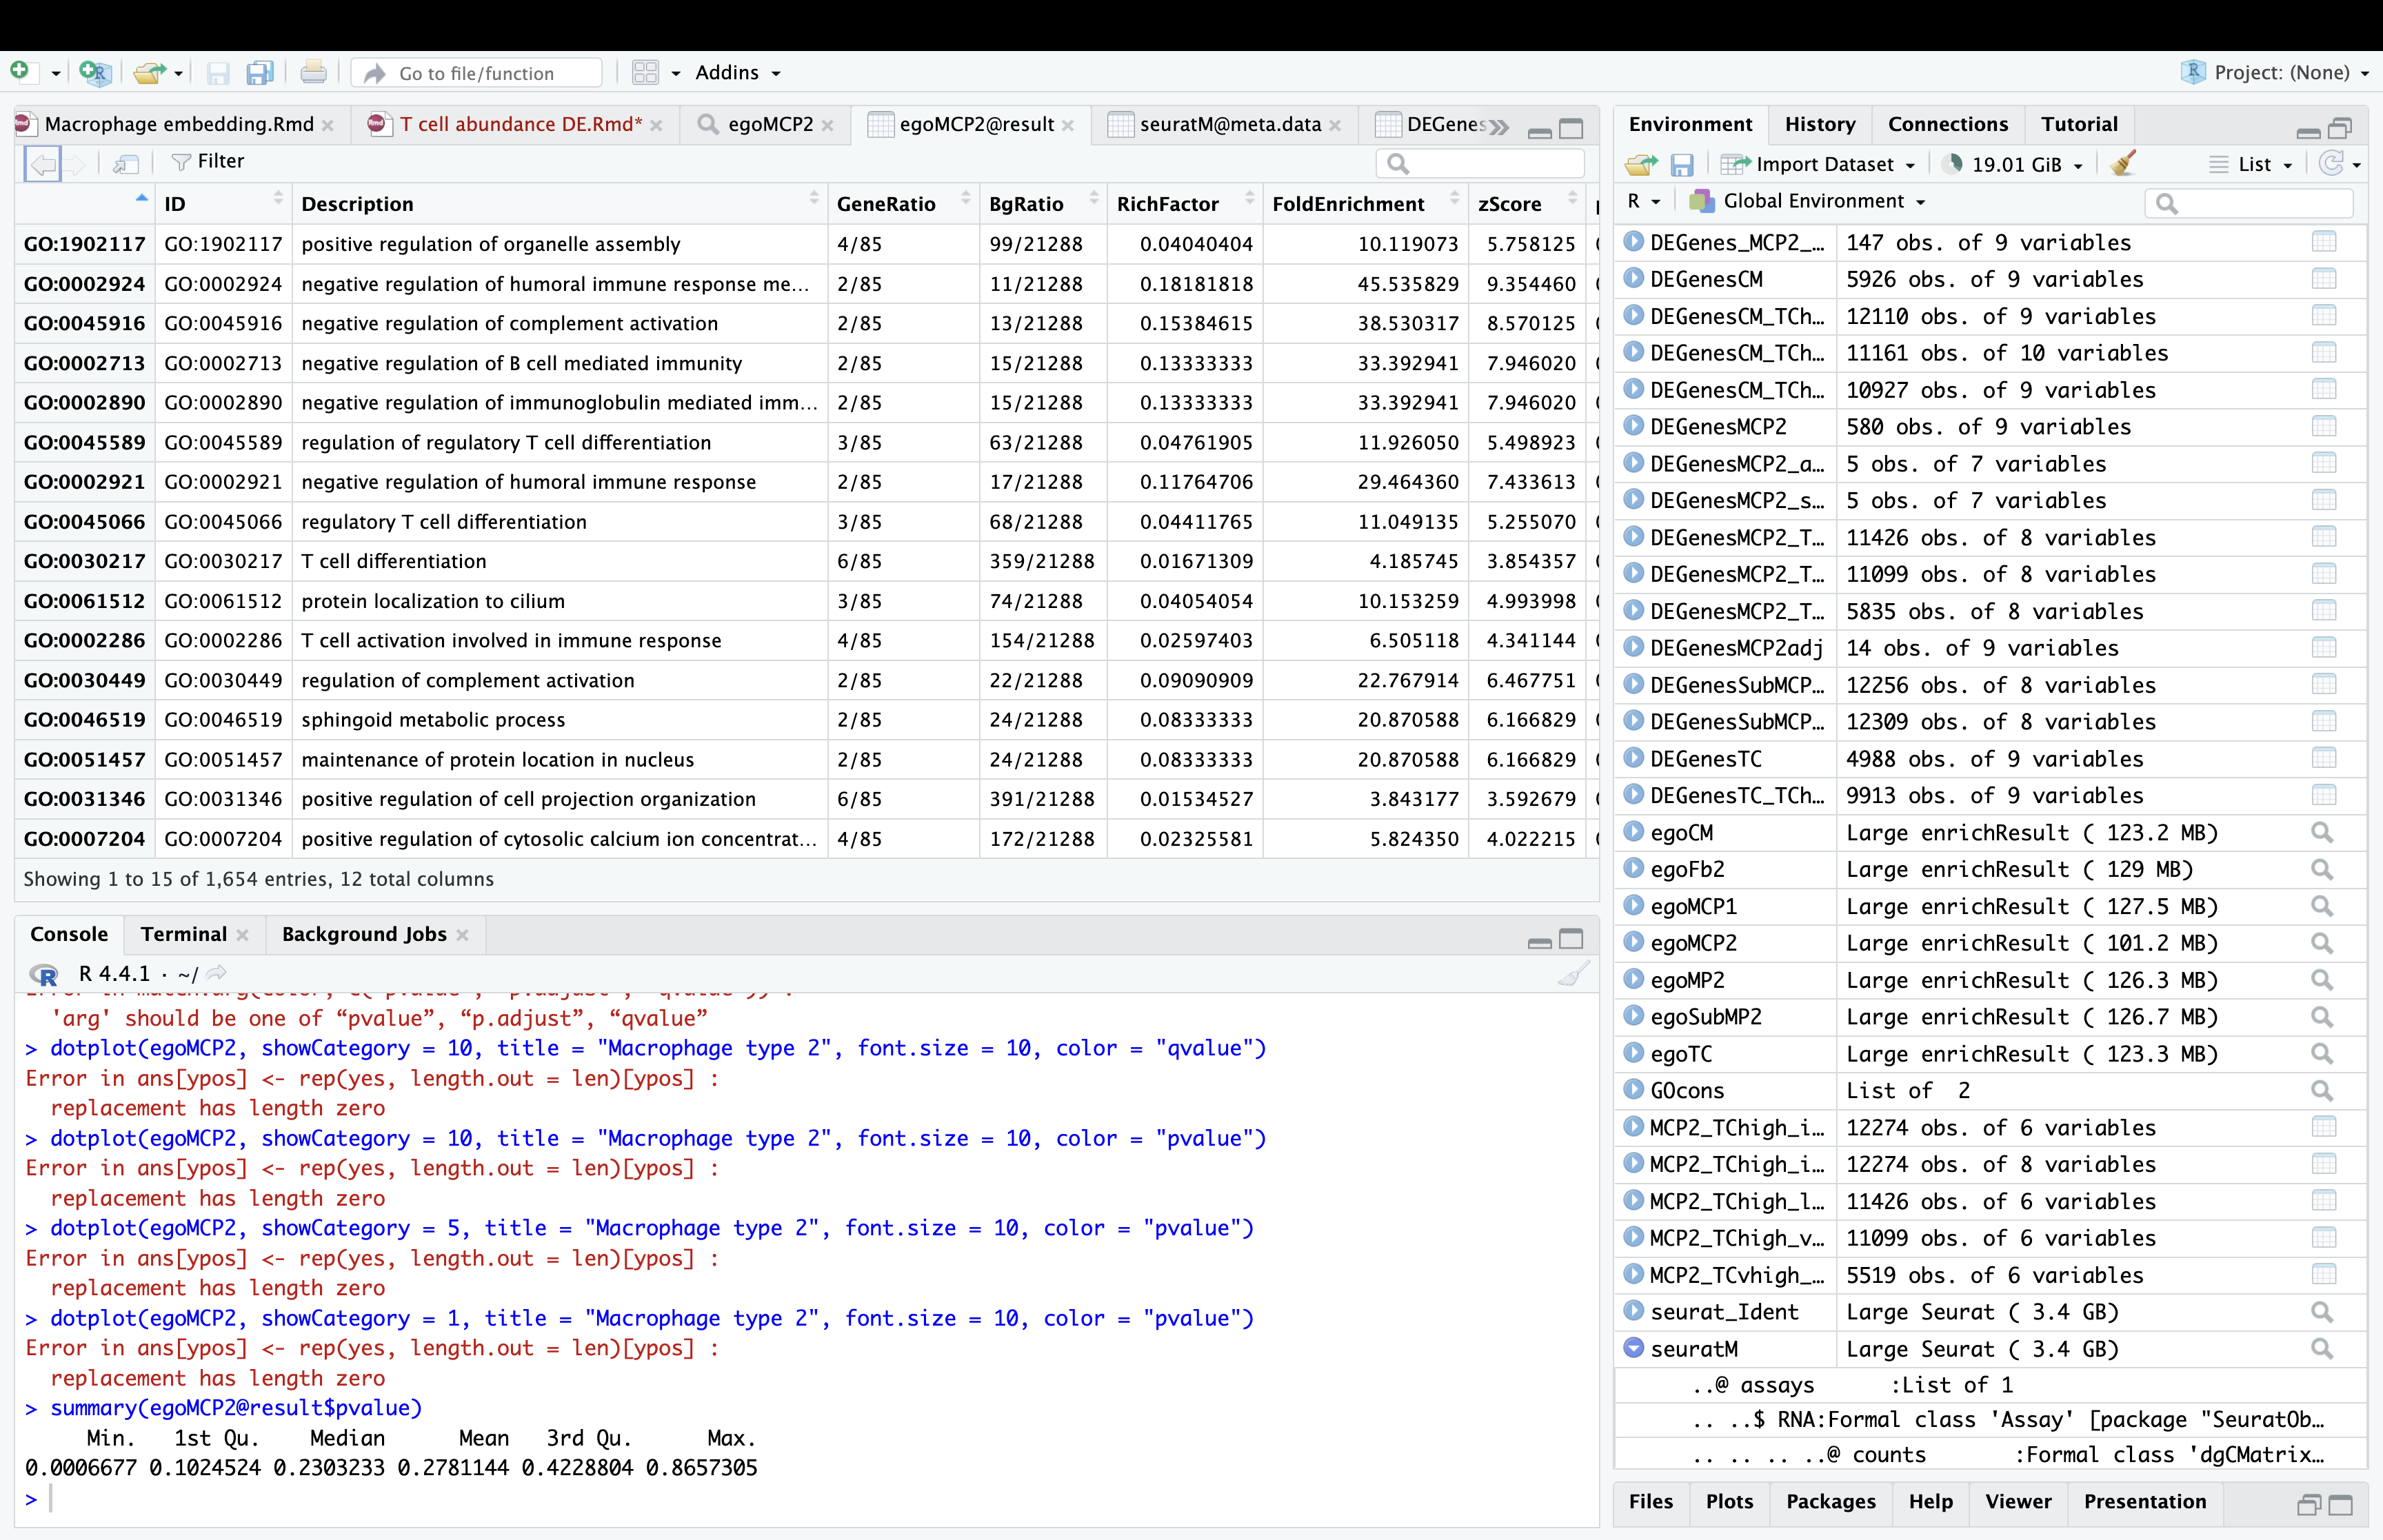 Go to file/function
Addins
Project: (None)
Macrophage embedding.Rmd
T cell abundance DE.Rmd*
egoMCP2
egoMCP2@result
seuratM@meta.data
DEGenes
Filter
ID Description GeneRatio BgRatio RichFactor FoldEnrichment zScore
GO:1902117 GO:1902117 positive regulation of organelle assembly 4/85 99/21288 0.04040404 10.119073 5.758125
GO:0002924 GO:0002924 negative regulation of humoral immune response me... 2/85 11/21288 0.18181818 45.535829 9.354460
GO:0045916 GO:0045916 negative regulation of complement activation 2/85 13/21288 0.15384615 38.530317 8.570125
GO:0002713 GO:0002713 negative regulation of B cell mediated immunity 2/85 15/21288 0.13333333 33.392941 7.946020
GO:0002890 GO:0002890 negative regulation of immunoglobulin mediated imm... 2/85 15/21288 0.13333333 33.392941 7.946020
GO:0045589 GO:0045589 regulation of regulatory T cell differentiation 3/85 63/21288 0.04761905 11.926050 5.498923
GO:0002921 GO:0002921 negative regulation of humoral immune response 2/85 17/21288 0.11764706 29.464360 7.433613
GO:0045066 GO:0045066 regulatory T cell differentiation 3/85 68/21288 0.04411765 11.049135 5.255070
GO:0030217 GO:0030217 T cell differentiation 6/85 359/21288 0.01671309 4.185745 3.854357
GO:0061512 GO:0061512 protein localization to cilium 3/85 74/21288 0.04054054 10.153259 4.993998
GO:0002286 GO:0002286 T cell activation involved in immune response 4/85 154/21288 0.02597403 6.505118 4.341144
GO:0030449 GO:0030449 regulation of complement activation 2/85 22/21288 0.09090909 22.767914 6.467751
GO:0046519 GO:0046519 sphingoid metabolic process 2/85 24/21288 0.08333333 20.870588 6.166829
GO:0051457 GO:0051457 maintenance of protein location in nucleus 2/85 24/21288 0.08333333 20.870588 6.166829
GO:0031346 GO:0031346 positive regulation of cell projection organization 6/85 391/21288 0.01534527 3.843177 3.592679
GO:0007204 GO:0007204 positive regulation of cytosolic calcium ion concentrat... 4/85 172/21288 0.02325581 5.824350 4.022215
Showing 1 to 15 of 1,654 entries, 12 total columns
Console Terminal Background Jobs
R 4.4.1 · ~/
Error in match.arg(color, c("pvalue", "p.adjust", "qvalue")) :
'arg' should be one of “pvalue”, “p.adjust”, “qvalue”
> dotplot(egoMCP2, showCategory = 10, title = "Macrophage type 2", font.size = 10, color = "qvalue")
Error in ans[ypos] <- rep(yes, length.out = len)[ypos] :
replacement has length zero
> dotplot(egoMCP2, showCategory = 10, title = "Macrophage type 2", font.size = 10, color = "pvalue")
Error in ans[ypos] <- rep(yes, length.out = len)[ypos] :
replacement has length zero
> dotplot(egoMCP2, showCategory = 5, title = "Macrophage type 2", font.size = 10, color = "pvalue")
Error in ans[ypos] <- rep(yes, length.out = len)[ypos] :
replacement has length zero
> dotplot(egoMCP2, showCategory = 1, title = "Macrophage type 2", font.size = 10, color = "pvalue")
Error in ans[ypos] <- rep(yes, length.out = len)[ypos] :
replacement has length zero
> summary(egoMCP2@result$pvalue)
Min. 1st Qu. Median Mean 3rd Qu. Max.
0.0006677 0.1024524 0.2303233 0.2781144 0.4228804 0.8657305
>
Environment History Connections Tutorial
Import Dataset 19.01 GiB List
R Global Environment
DEGenes_MCP2_... 147 obs. of 9 variables
DEGenesCM 5926 obs. of 9 variables
DEGenesCM_TCh... 12110 obs. of 9 variables
DEGenesCM_TCh... 11161 obs. of 10 variables
DEGenesCM_TCh... 10927 obs. of 9 variables
DEGenesMCP2 580 obs. of 9 variables
DEGenesMCP2_a... 5 obs. of 7 variables
DEGenesMCP2_s... 5 obs. of 7 variables
DEGenesMCP2_T... 11426 obs. of 8 variables
DEGenesMCP2_T... 11099 obs. of 8 variables
DEGenesMCP2_T... 5835 obs. of 8 variables
DEGenesMCP2adj 14 obs. of 9 variables
DEGenesSubMCP... 12256 obs. of 8 variables
DEGenesSubMCP... 12309 obs. of 8 variables
DEGenesTC 4988 obs. of 9 variables
DEGenesTC_TCh... 9913 obs. of 9 variables
egoCM Large enrichResult ( 123.2 MB)
egoFb2 Large enrichResult ( 129 MB)
egoMCP1 Large enrichResult ( 127.5 MB)
egoMCP2 Large enrichResult ( 101.2 MB)
egoMP2 Large enrichResult ( 126.3 MB)
egoSubMP2 Large enrichResult ( 126.7 MB)
egoTC Large enrichResult ( 123.3 MB)
GOcons List of 2
MCP2_TChigh_i... 12274 obs. of 6 variables
MCP2_TChigh_i... 12274 obs. of 8 variables
MCP2_TChigh_l... 11426 obs. of 6 variables
MCP2_TChigh_v... 11099 obs. of 6 variables
MCP2_TCvhigh_... 5519 obs. of 6 variables
seurat_Ident Large Seurat ( 3.4 GB)
seuratM Large Seurat ( 3.4 GB)
..@ assays :List of 1
.. ..$ RNA:Formal class 'Assay' [package "SeuratOb...
.. .. .. ..@ counts :Formal class 'dgCMatrix...
Files Plots Packages Help Viewer Presentation